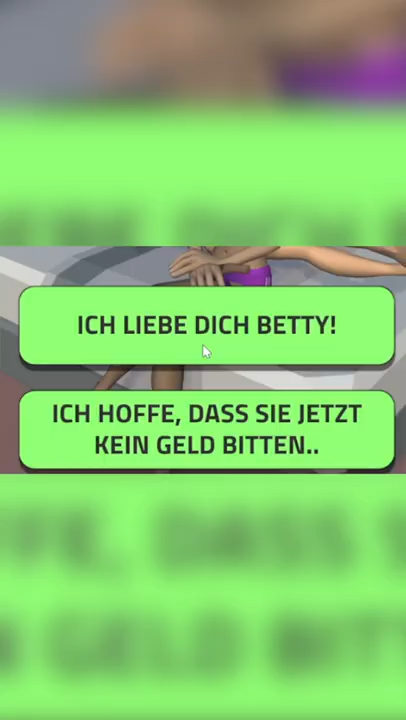 ICH LIEBE DICH BETTY!
ICH HOFFE, DASS SIE JETZT
KEIN GELD BITTEN..